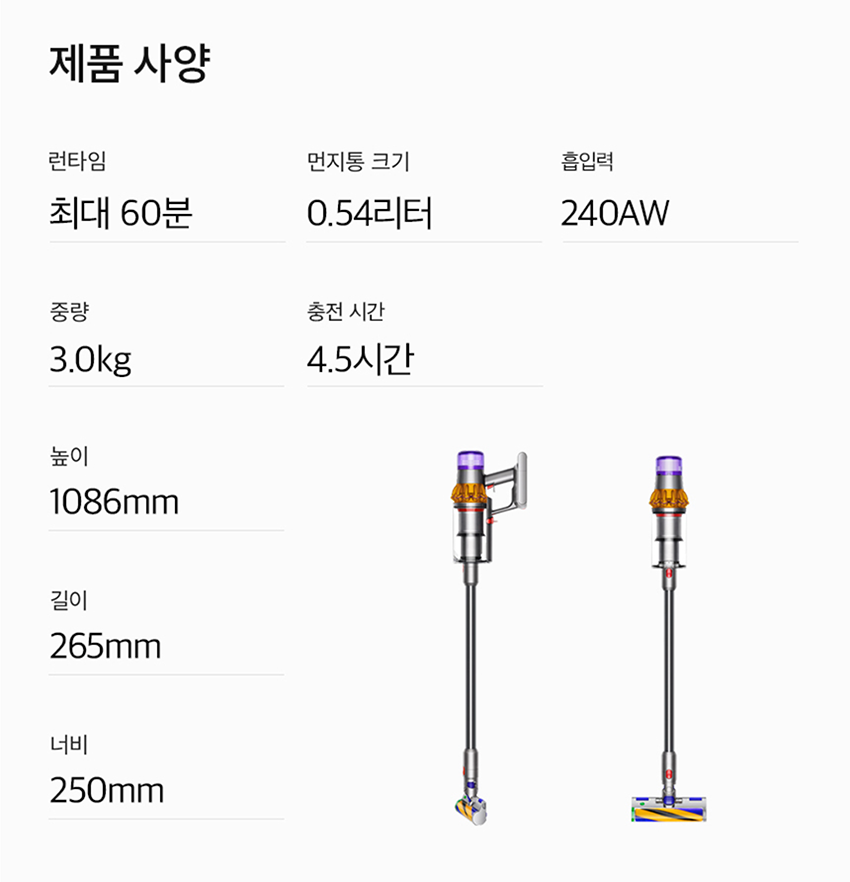 제품 사양
런타임
최대 60분
먼지통 크기
0.54리터
흡입력
240AW
중량
3.0kg
충전 시간
4.5시간
높이
1086mm
길이
265mm
너비
250mm